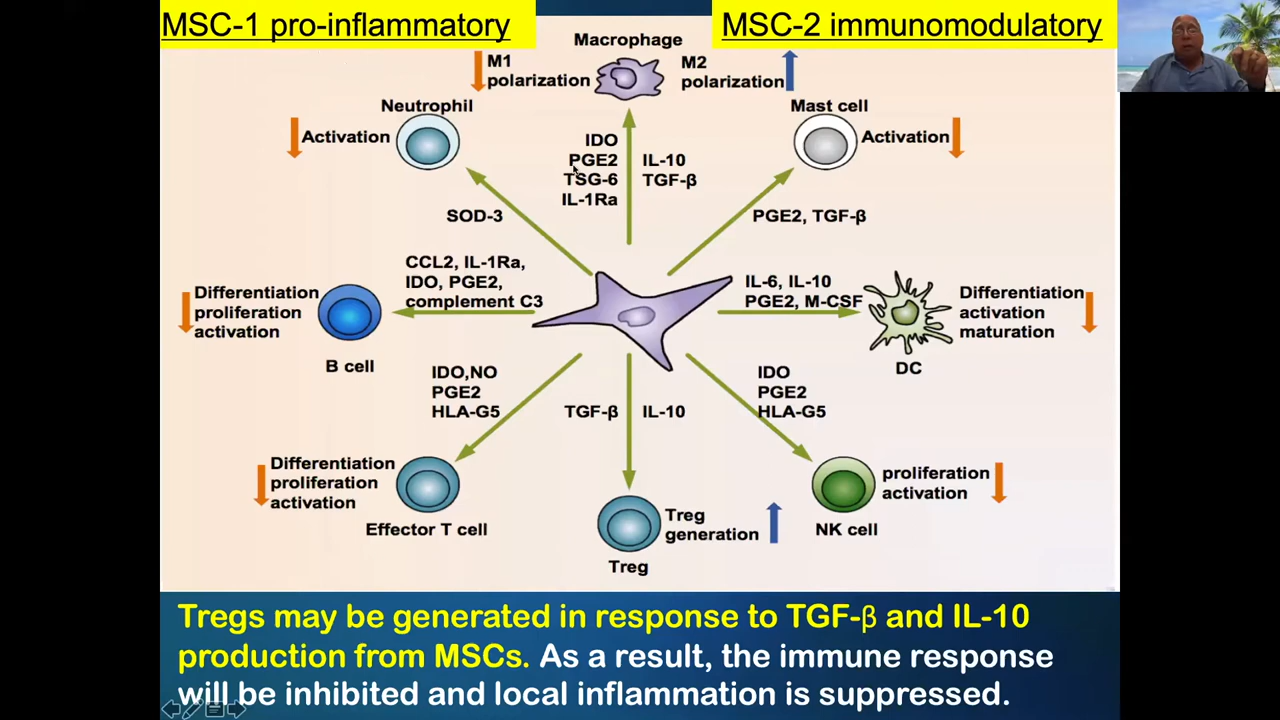 MSC-1 pro-inflammatory
MSC-2 immunomodulatory
Macrophage
M1
polarization
M2
polarization
Neutrophil
Activation
Mast cell
Activation
IDO
PGE2
TSG-6
IL-1Ra
IL-10
TGF-β
SOD-3
PGE2, TGF-β
CCL2, IL-1Ra,
IDO, PGE2,
complement C3
IL-6, IL-10
PGE2, M-CSF
Differentiation
proliferation
activation
B cell
Differentiation
activation
maturation
DC
IDO,NO
PGE2
HLA-G5
TGF-β
IL-10
IDO
PGE2
HLA-G5
Differentiation
proliferation
activation
Effector T cell
Treg
generation
Treg
proliferation
activation
NK cell
Tregs may be generated in response to TGF-β and IL-10
production from MSCs. As a result, the immune response
will be inhibited and local inflammation is suppressed.